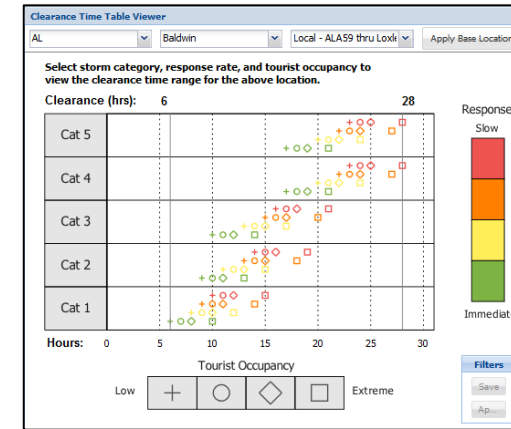 Clearance Time Table Viewer
AL Baldwin Local - ALA59 thru Loxle Apply Base Location
Select storm category, response rate, and tourist occupancy to
view the clearance time range for the above location.
Clearance (hrs): 6 28
Response
Slow
Cat 5
Cat 4
Cat 3
Cat 2
Cat 1
Immediat
Hours: 0 5 10 15 20 25 30
Tourist Occupancy
Low Extreme
Filters
Save
Ap...